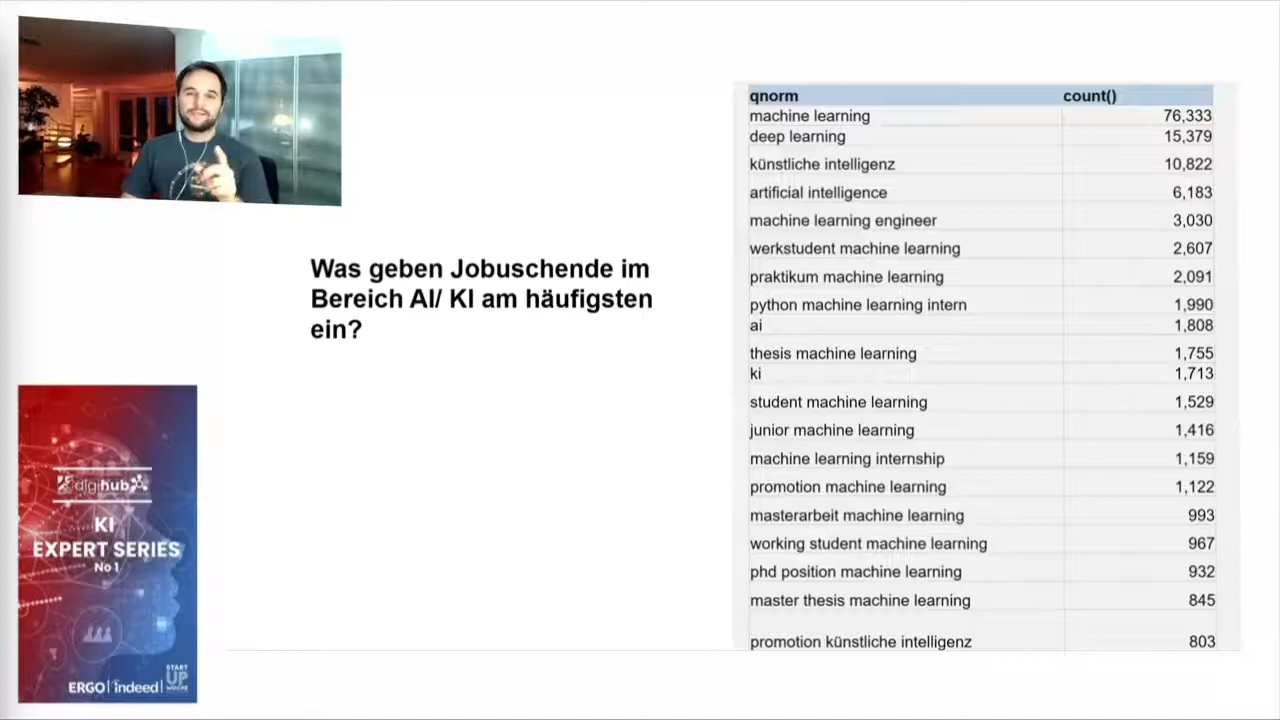 Was geben Jobuschende im
Bereich AI/ KI am häufigsten
ein?
qnorm count()
machine learning 76,333
deep learning 15,379
künstliche intelligenz 10,822
artificial intelligence 6,183
machine learning engineer 3,030
werkstudent machine learning 2,607
praktikum machine learning 2,091
python machine learning intern 1,990
ai 1,808
thesis machine learning 1,755
ki 1,713
student machine learning 1,529
junior machine learning 1,416
machine learning internship 1,159
promotion machine learning 1,122
masterarbeit machine learning 993
working student machine learning 967
phd position machine learning 932
master thesis machine learning 845
promotion künstliche intelligenz 803
digihub
KI
EXPERT SERIES
No 1
ERGO | indeed |
START
UP
WOCHE